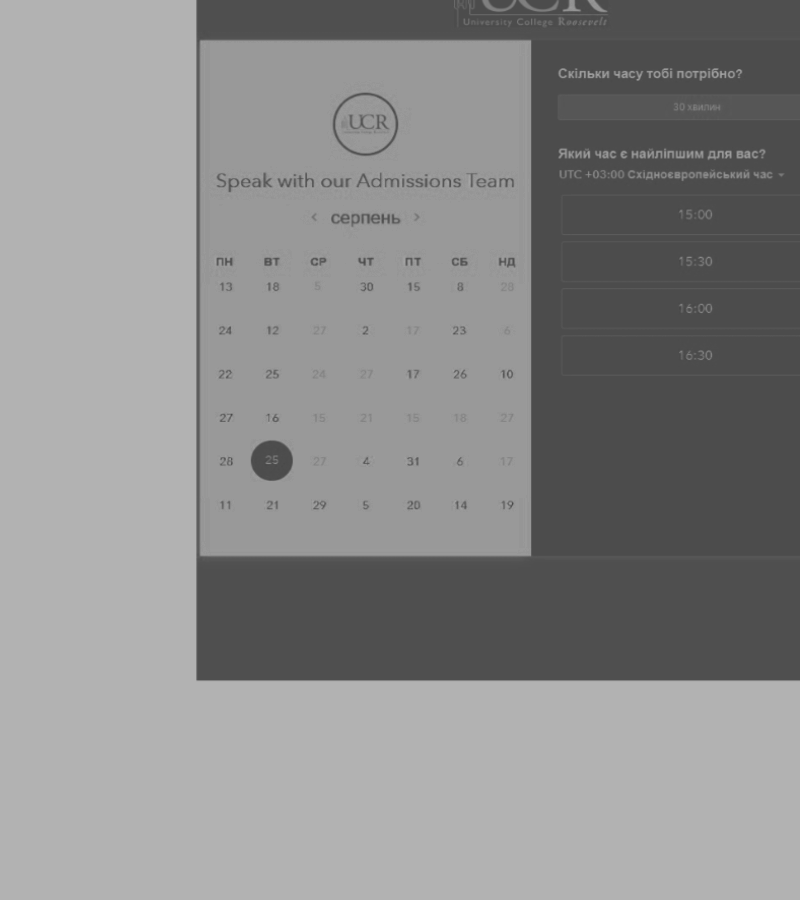 UCR
University College Roosevelt
UCR
Speak with our Admissions Team
‹ серпень ›
ПН ВТ СР ЧТ ПТ СБ НД
13 18 5 30 15 8 28
24 12 27 2 17 23 6
22 25 24 27 17 26 10
27 16 15 21 15 18 27
28 25 27 4 31 6 17
11 21 29 5 20 14 19
Скільки часу тобі потрібно?
30 хвилин
Який час є найліпшим для вас?
UTC +03:00 Східноєвропейський час
15:00
15:30
16:00
16:30